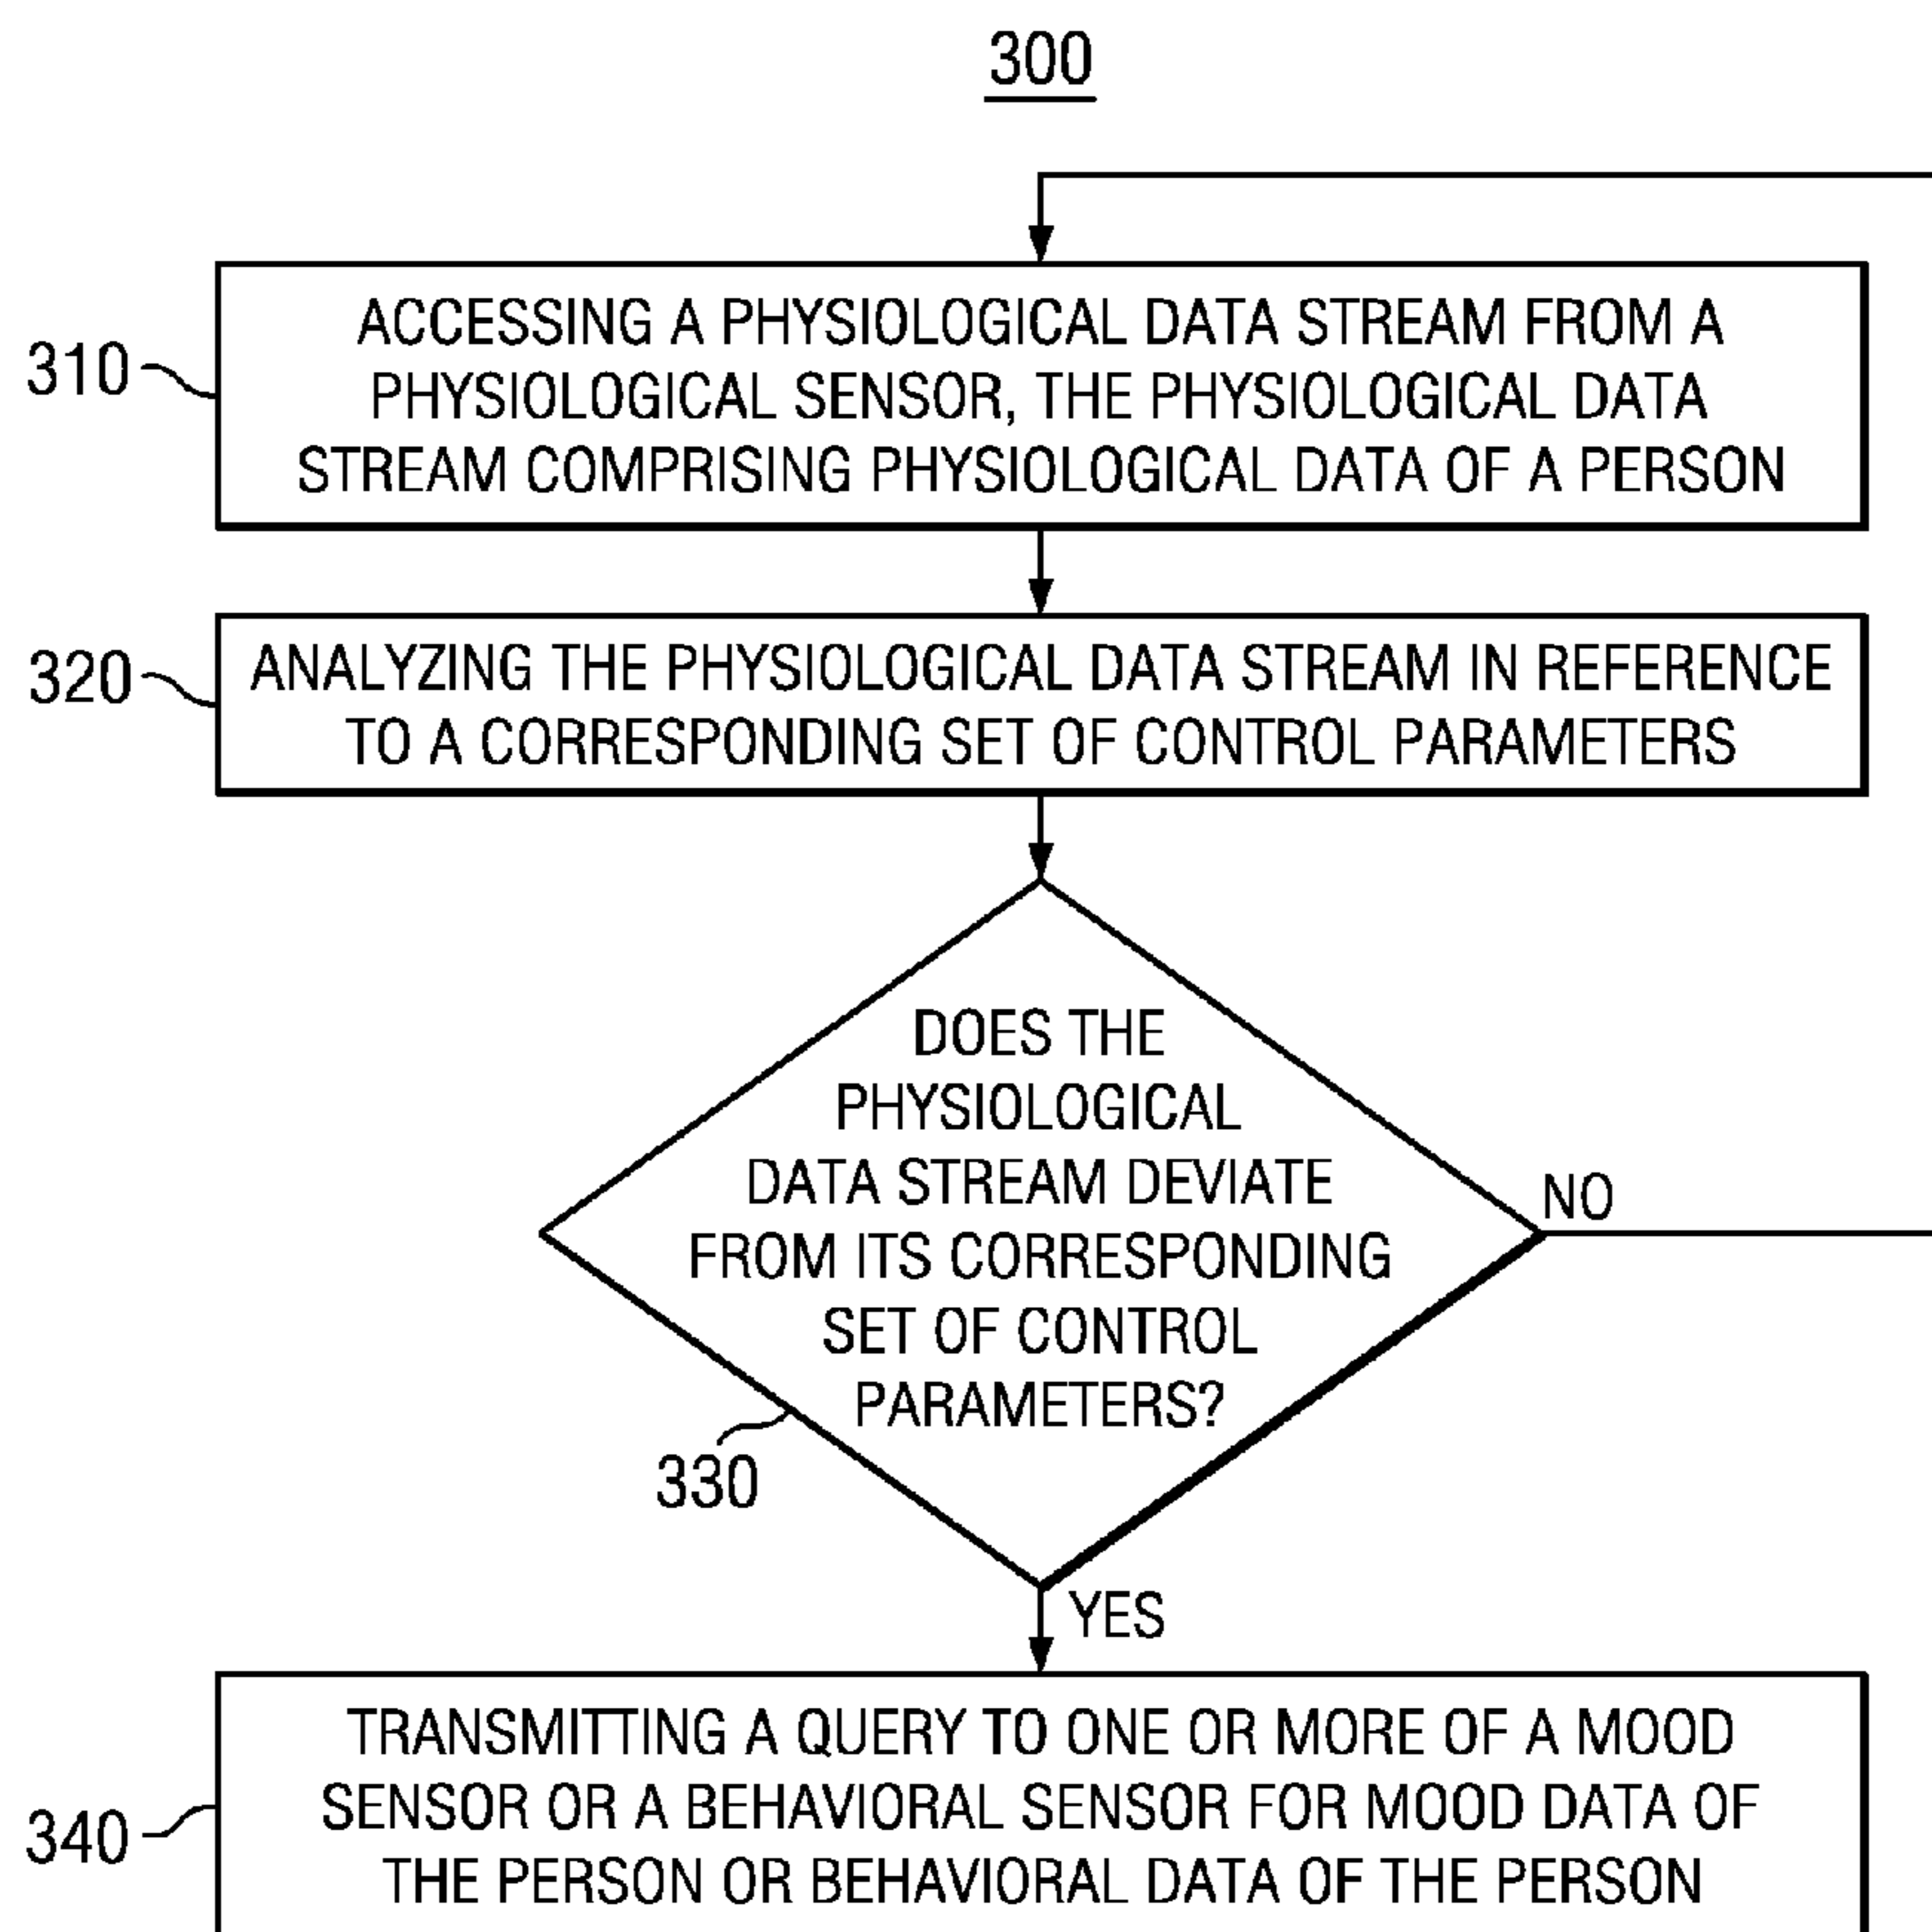 300
310
ACCESSING A PHYSIOLOGICAL DATA STREAM FROM A
PHYSIOLOGICAL SENSOR, THE PHYSIOLOGICAL DATA
STREAM COMPRISING PHYSIOLOGICAL DATA OF A PERSON
320
ANALYZING THE PHYSIOLOGICAL DATA STREAM IN REFERENCE
TO A CORRESPONDING SET OF CONTROL PARAMETERS
DOES THE
PHYSIOLOGICAL
DATA STREAM DEVIATE
FROM ITS CORRESPONDING
SET OF CONTROL
PARAMETERS?
NO
330
YES
340
TRANSMITTING A QUERY TO ONE OR MORE OF A MOOD
SENSOR OR A BEHAVIORAL SENSOR FOR MOOD DATA OF
THE PERSON OR BEHAVIORAL DATA OF THE PERSON